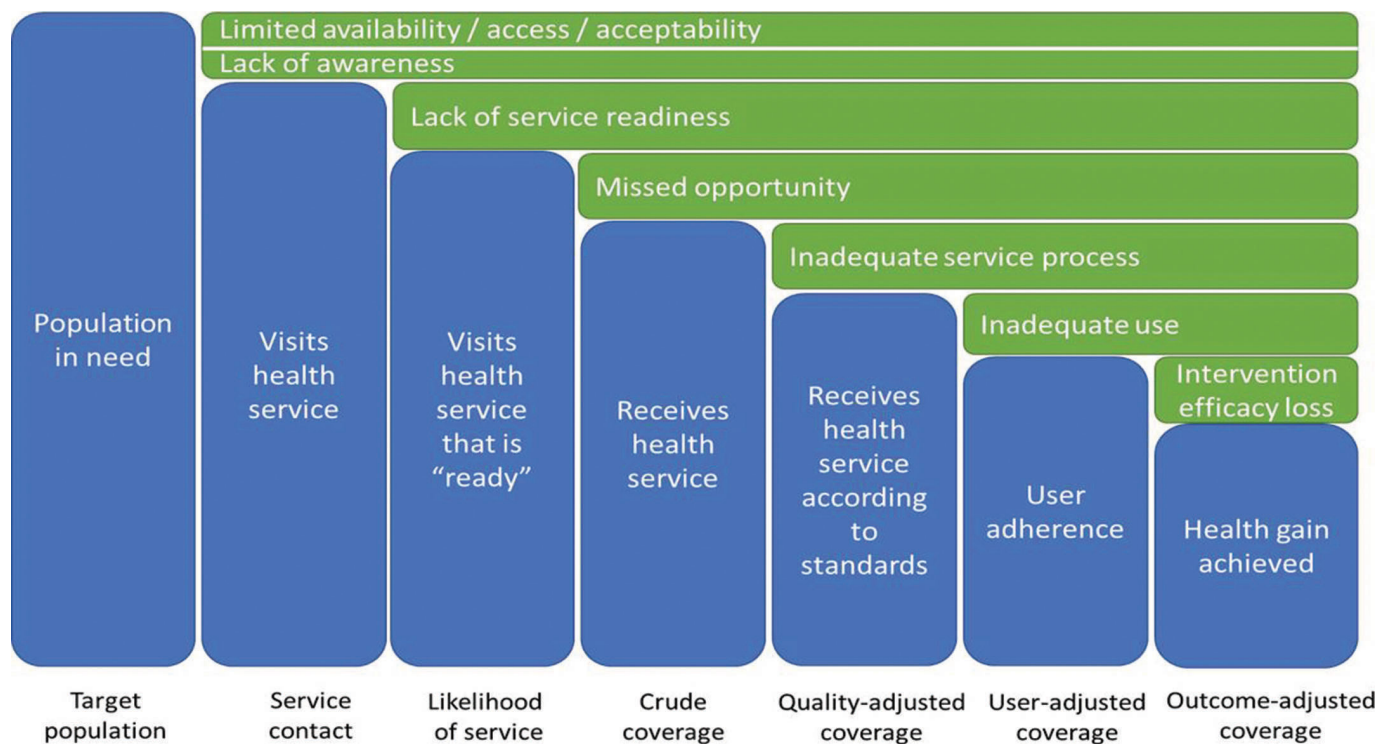 Limited availability / access / acceptability
Lack of awareness
Lack of service readiness
Missed opportunity
Inadequate service process
Inadequate use
Intervention
efficacy loss
Population
in need
Visits
health
service
Visits
health
service
that is
“ready”
Receives
health
service
Receives
health
service
according
to
standards
User
adherence
Health gain
achieved
Target
population
Service
contact
Likelihood
of service
Crude
coverage
Quality-adjusted
coverage
User-adjusted
coverage
Outcome-adjusted
coverage